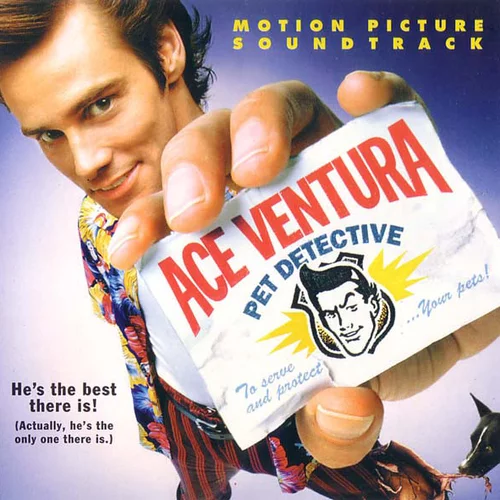 MOTION PICTURE
SOUNDTRACK
ACE VENTURA
PET DETECTIVE
To serve
and protect
...Your pets!
He's the best
there is!
(Actually, he's the
only one there is.)